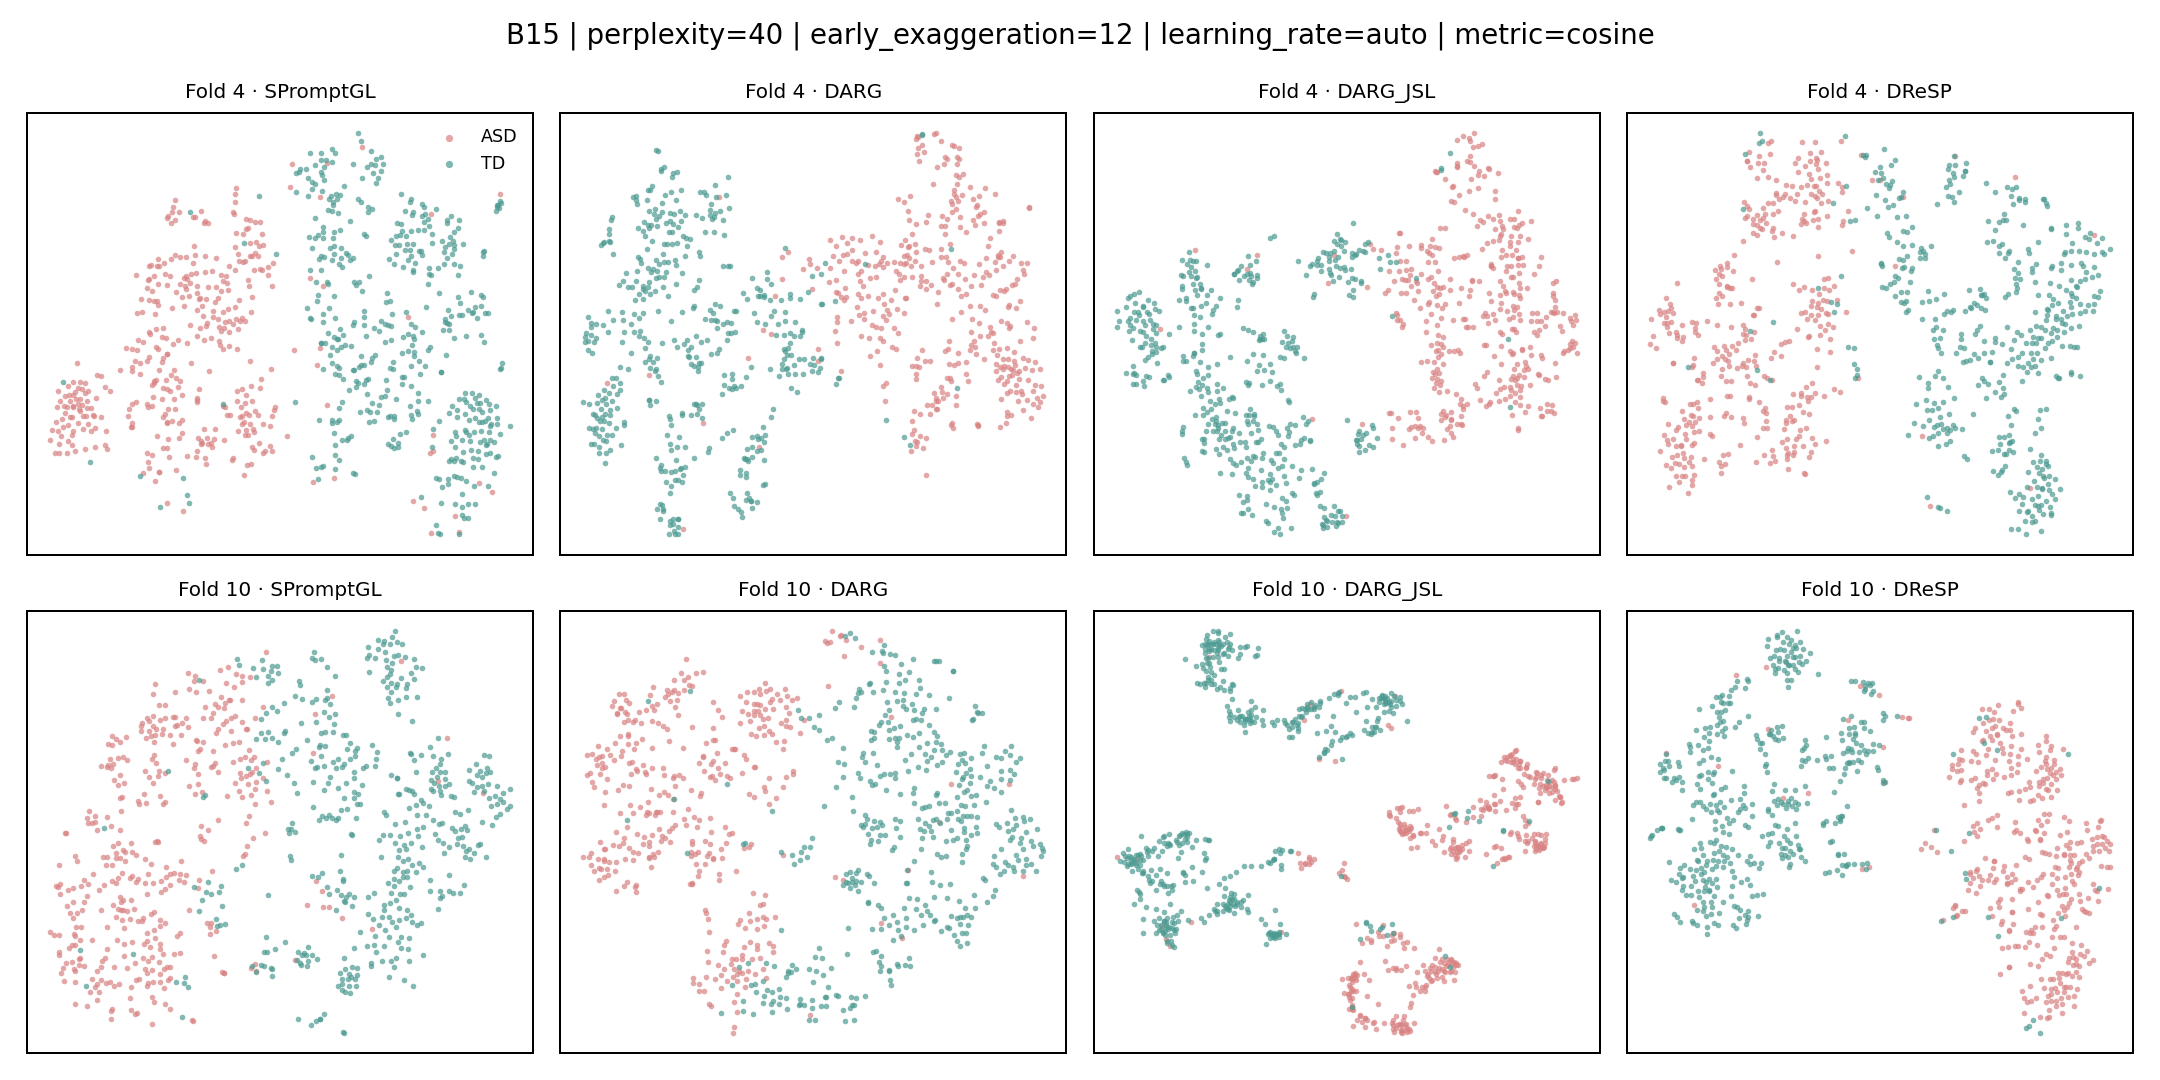 B15 | perplexity=40 | early_exaggeration=12 | learning_rate=auto | metric=cosine
Fold 4 · SPromptGL
Fold 4 · DARG
Fold 4 · DARG_JSL
Fold 4 · DReSP
ASD
TD
Fold 10 · SPromptGL
Fold 10 · DARG
Fold 10 · DARG_JSL
Fold 10 · DReSP